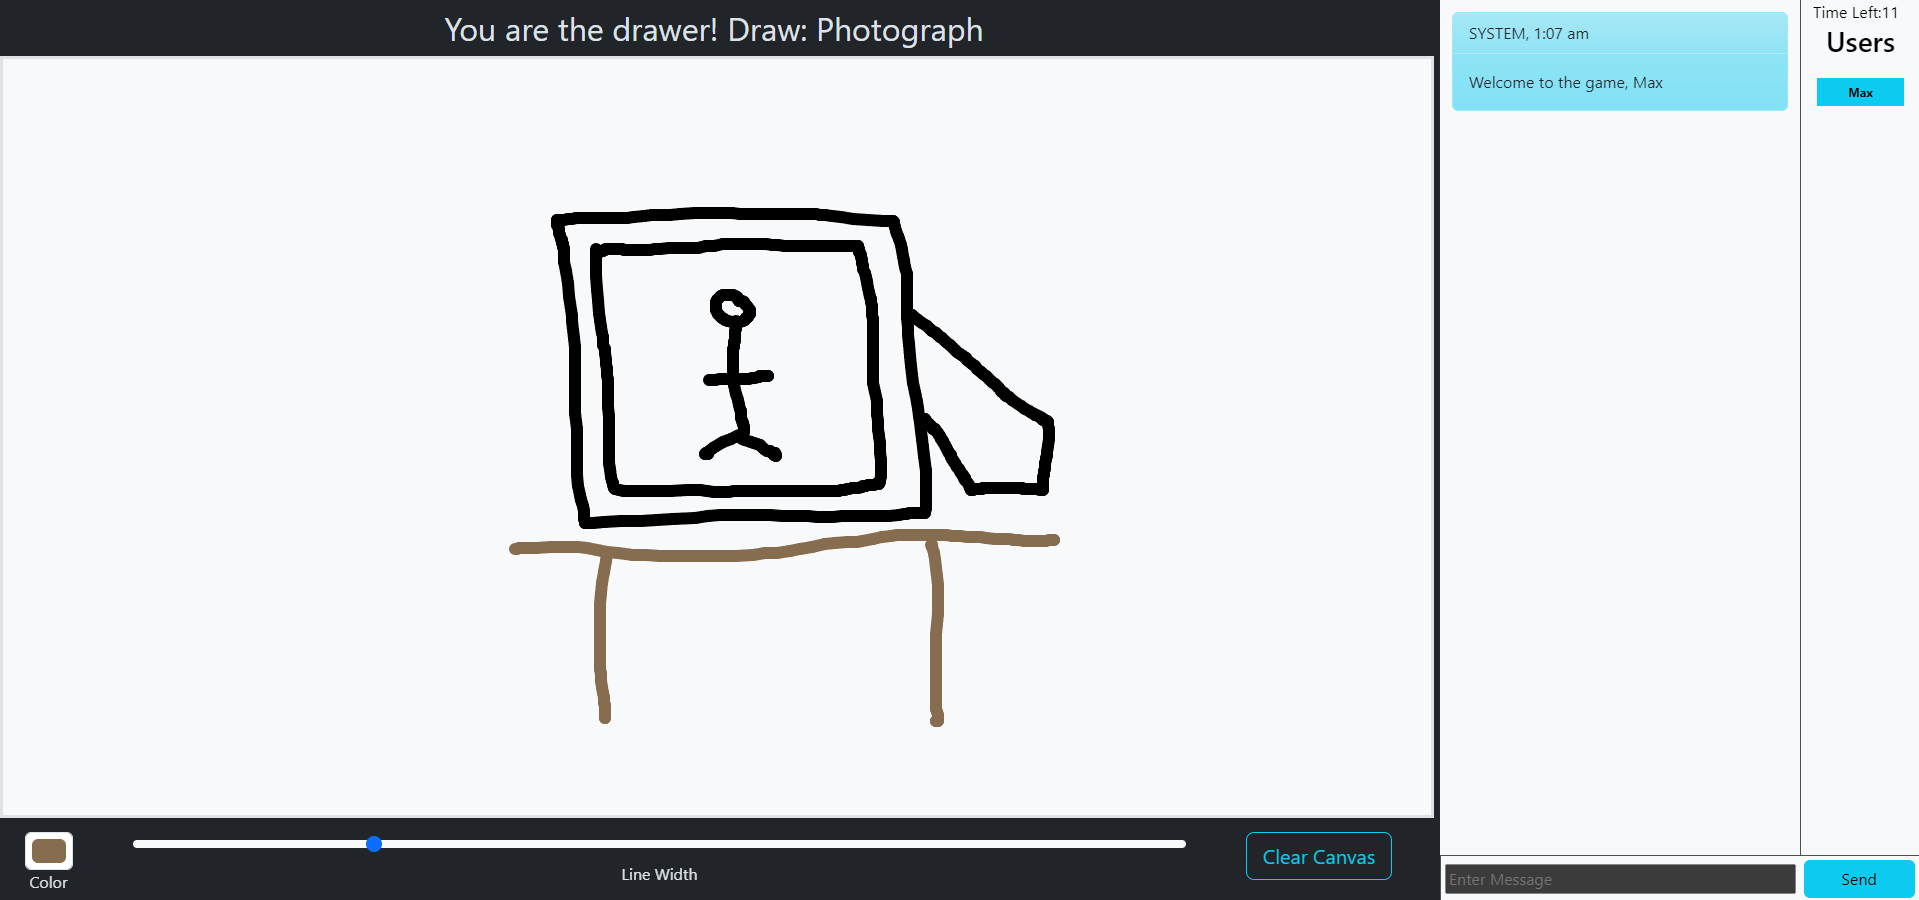 You are the drawer! Draw: Photograph
SYSTEM, 1:07 am
Welcome to the game, Max
Time Left:11
Users
Max
Color
Line Width
Clear Canvas
Enter Message
Send